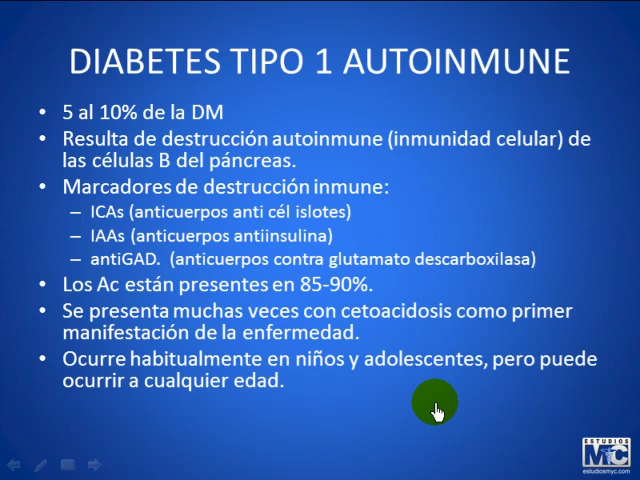 DIABETES TIPO 1 AUTOINMUNE
• 5 al 10% de la DM
• Resulta de destrucción autoinmune (inmunidad celular) de
las células B del páncreas.
• Marcadores de destrucción inmune:
– ICAs (anticuerpos anti cél islotes)
– IAAs (anticuerpos antiinsulina)
– antiGAD. (anticuerpos contra glutamato descarboxilasa)
• Los Ac están presentes en 85-90%.
• Se presenta muchas veces con cetoacidosis como primer
manifestación de la enfermedad.
• Ocurre habitualmente en niños y adolescentes, pero puede
ocurrir a cualquier edad.
ESTUDIOS
MYC
estudiosmyc.com